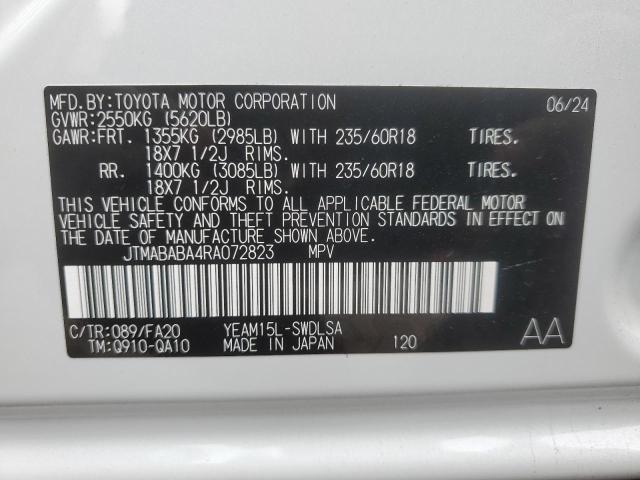 MFD.BY:TOYOTA MOTOR CORPORATION 06/24
GVWR:2550KG (5620LB)
GAWR:FRT. 1355KG (2985LB) WITH 235/60R18 TIRES.
18X7 1/2J RIMS.
RR. 1400KG (3085LB) WITH 235/60R18 TIRES.
18X7 1/2J RIMS.
THIS VEHICLE CONFORMS TO ALL APPLICABLE FEDERAL MOTOR
VEHICLE SAFETY AND THEFT PREVENTION STANDARDS IN EFFECT ON
THE DATE OF MANUFACTURE SHOWN ABOVE.
JTMABABA4RA072823 MPV
C/TR:089/FA20 YEAM15L-SWDLSA AA
TM:Q910-QA10 MADE IN JAPAN 120